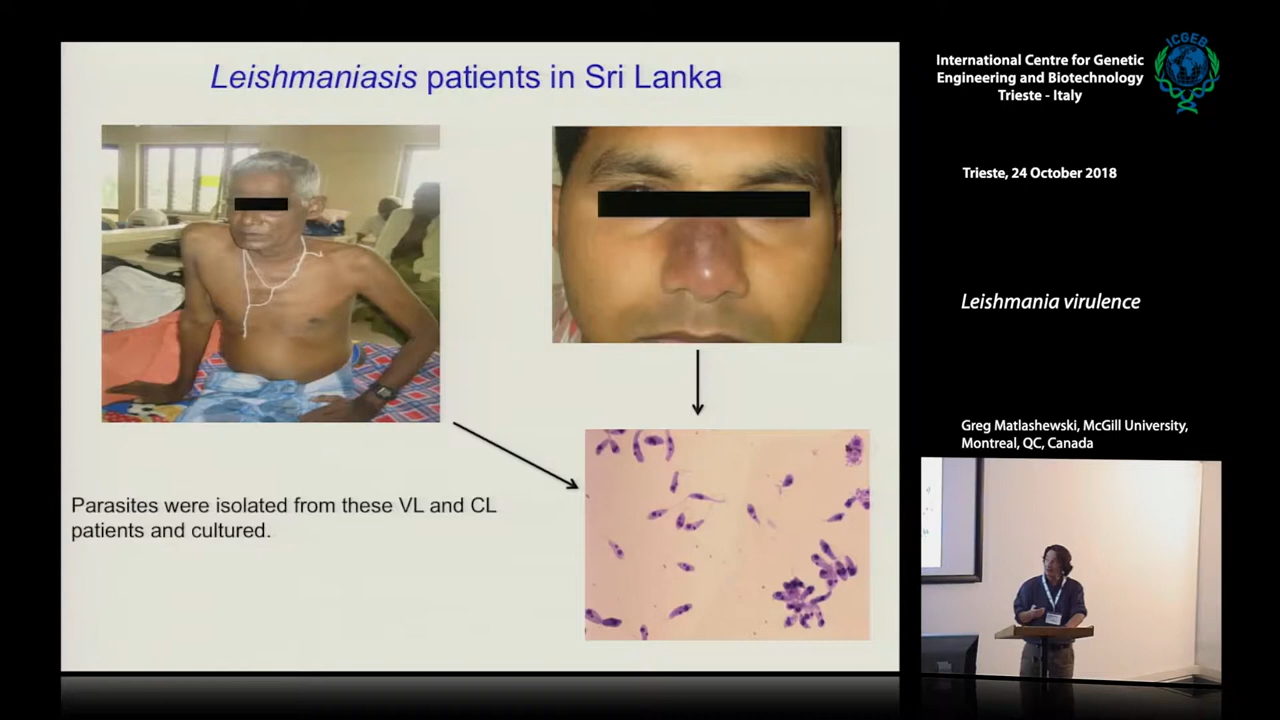 Leishmaniasis patients in Sri Lanka
Parasites were isolated from these VL and CL
patients and cultured.
ICGEB
International Centre for Genetic
Engineering and Biotechnology
Trieste - Italy
Trieste, 24 October 2018
Leishmania virulence
Greg Matlashewski, McGill University,
Montreal, QC, Canada